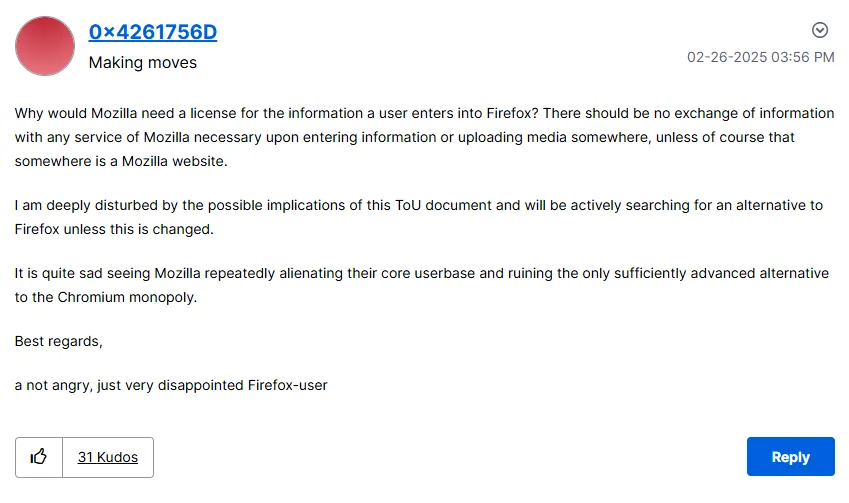 0×4261756D
Making moves
02-26-2025 03:56 PM
Why would Mozilla need a license for the information a user enters into Firefox? There should be no exchange of information
with any service of Mozilla necessary upon entering information or uploading media somewhere, unless of course that
somewhere is a Mozilla website.
I am deeply disturbed by the possible implications of this ToU document and will be actively searching for an alternative to
Firefox unless this is changed.
It is quite sad seeing Mozilla repeatedly alienating their core userbase and ruining the only sufficiently advanced alternative
to the Chromium monopoly.
Best regards,
a not angry, just very disappointed Firefox-user
31 Kudos
Reply